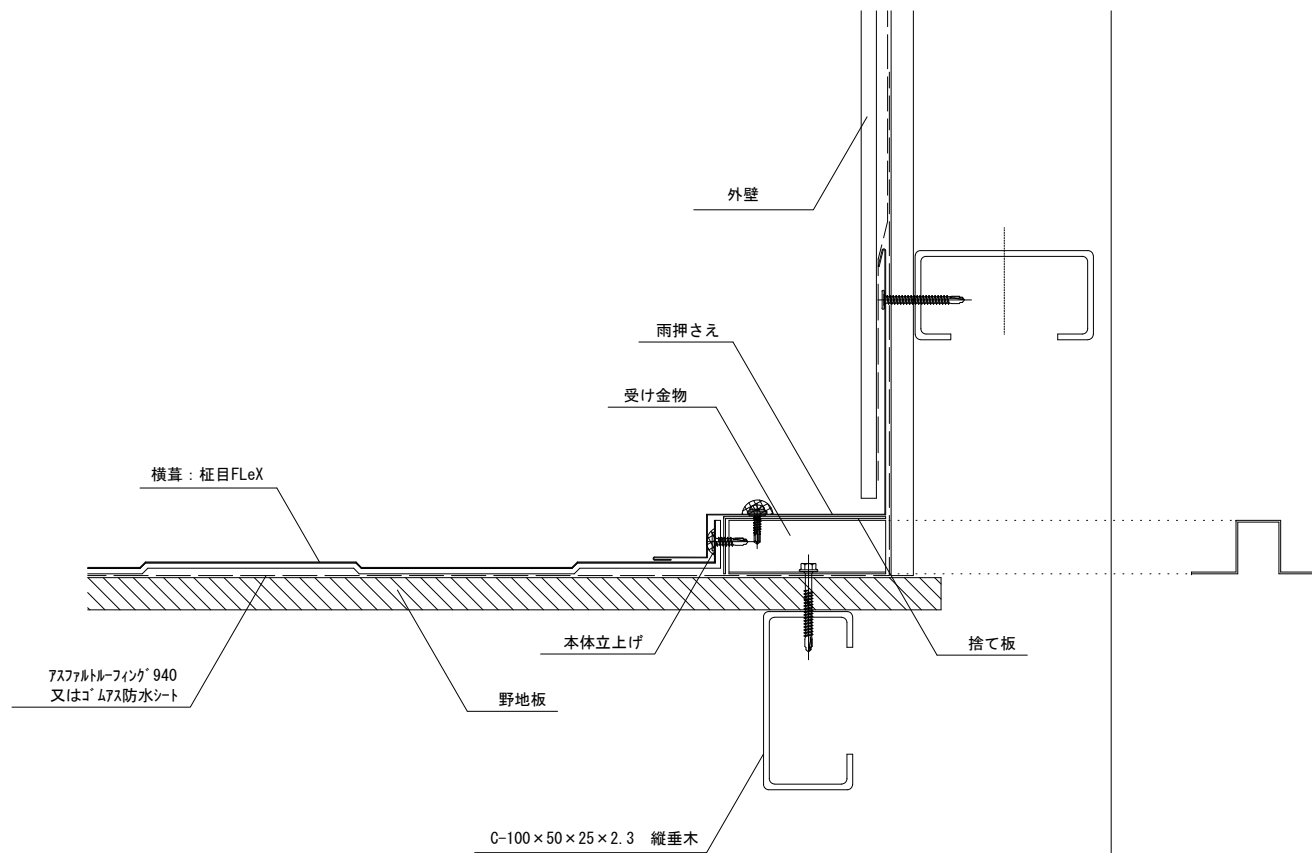 外壁
雨押さえ
受け金物
横葺：柾目FLeX
本体立上げ
捨て板
ｱｽﾌｧﾙﾄﾙｰﾌｨﾝｸﾞ940
又はｺﾞﾑｱｽ防水ｼｰﾄ
野地板
C-100×50×25×2.3 縦垂木